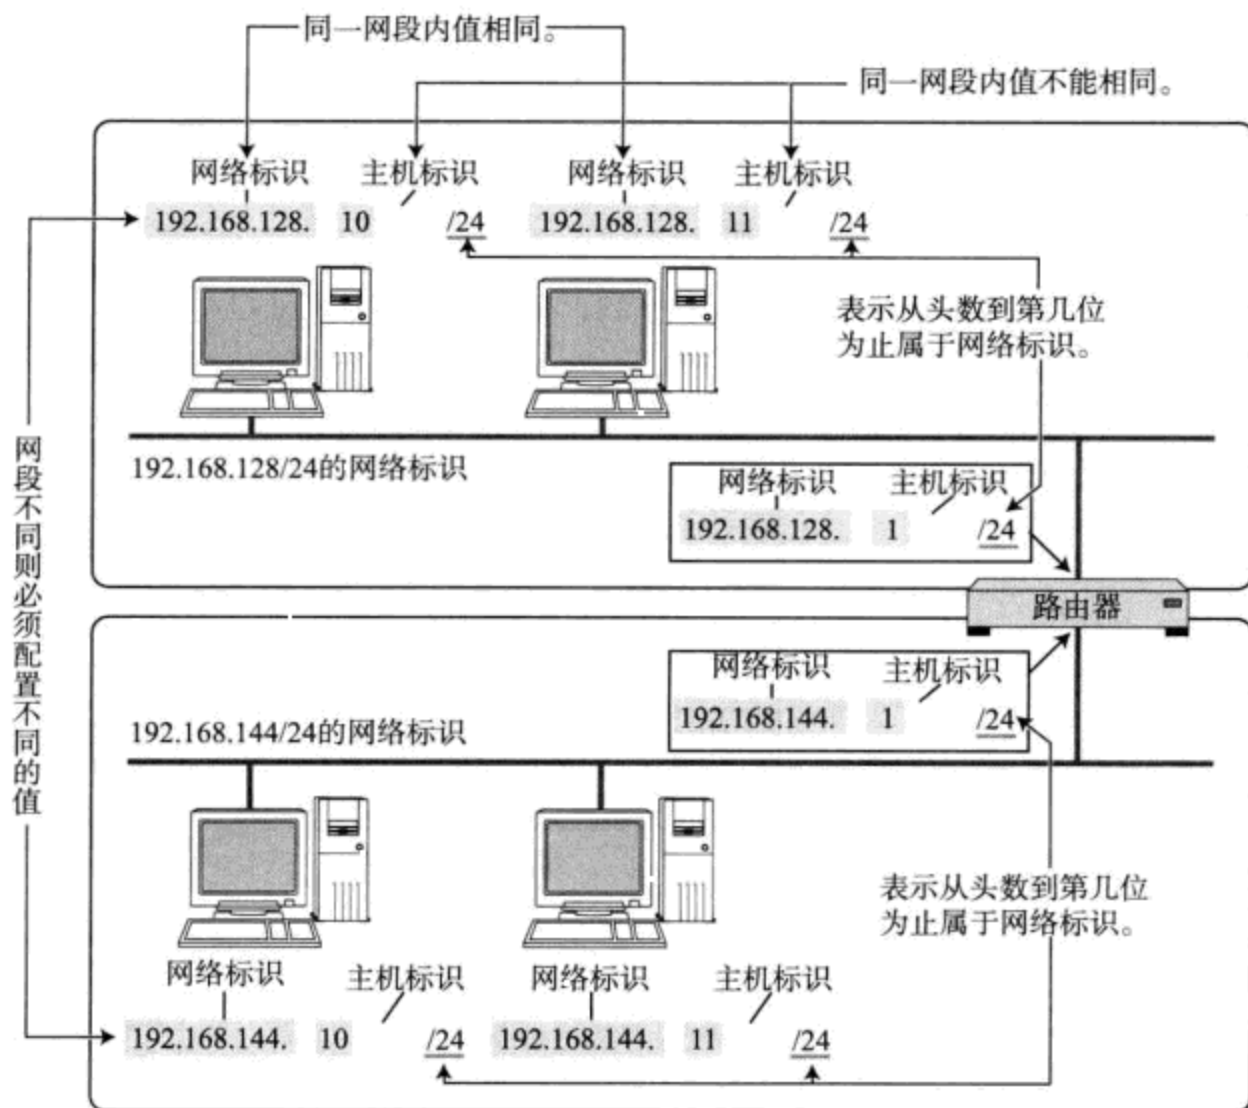 同一网段内值相同。
同一网段内值不能相同。
网络标识 主机标识 网络标识 主机标识
192.168.128. 10 /24 192.168.128. 11 /24
表示从头数到第几位
为止属于网络标识。
192.168.128/24的网络标识
网络标识 主机标识
192.168.128. 1 /24
网段不同则必须配置不同的值
路由器
网络标识 主机标识
192.168.144. 1 /24
192.168.144/24的网络标识
表示从头数到第几位
为止属于网络标识。
网络标识 主机标识 网络标识 主机标识
192.168.144. 10 /24 192.168.144. 11 /24